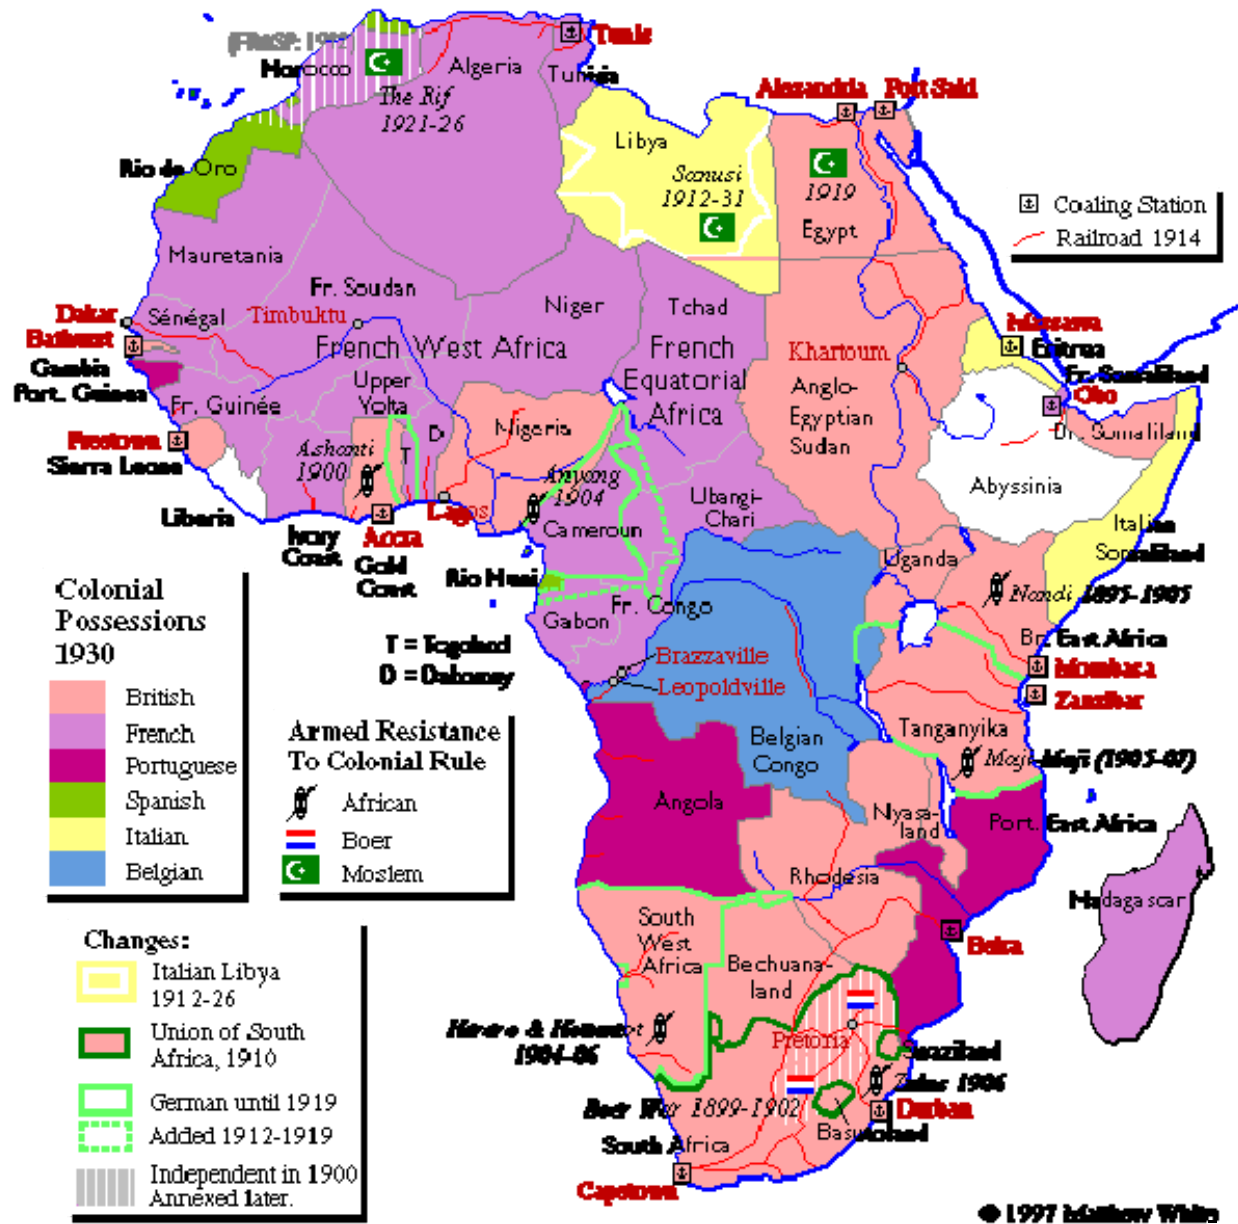 (FR/SP: 1912)
Morocco
The Rif
1921-26
Algeria
Tunis
Tunisia
Alexandria
Port Said
Libya
Sanusi
1912-31
1919
Egypt
Coaling Station
Railroad 1914
Rio de Oro
Mauretania
Fr. Soudan
Niger
Tchad
Dakar
Sénégal
Timbuktu
Bathurst
Gambia
Port. Guinea
French West Africa
French
Equatorial
Africa
Khartoum
Anglo-
Egyptian
Sudan
Massawa
Eritrea
Fr. Somaliland
Obo
Br. Somaliland
Fr. Guinée
Upper
Volta
D
T
Nigeria
Freetown
Sierra Leone
Ashanti
1900
Anyang
1904
Ubangi-
Chari
Abyssinia
Liberia
Ivory
Coast
Accra
Gold
Coast
Lagos
Cameroun
Italian
Somaliland
Rio Muni
Uganda
Nandi 1895-1905
Colonial
Possessions
1930
British
French
Portuguese
Spanish
Italian
Belgian
Gabon
Fr. Congo
T = Togoland
D = Dahomey
Brazzaville
Leopoldville
Br. East Africa
Mombasa
Zanzibar
Armed Resistance
To Colonial Rule
African
Boer
Moslem
Belgian
Congo
Tanganyika
Maji-Maji (1905-07)
Angola
Nyasa-
land
Port. East Africa
Rhodesia
Madagascar
South
West
Africa
Bechuana-
land
Beira
Changes:
Italian Libya
1912-26
Union of South
Africa, 1910
German until 1919
Added 1912-1919
Independent in 1900
Annexed later.
Herero & Hottentot
1904-06
Pretoria
Swaziland
Zulus 1906
Boer War 1899-1902
Durban
Basutoland
South Africa
Capetown
© 1997 Matthew White